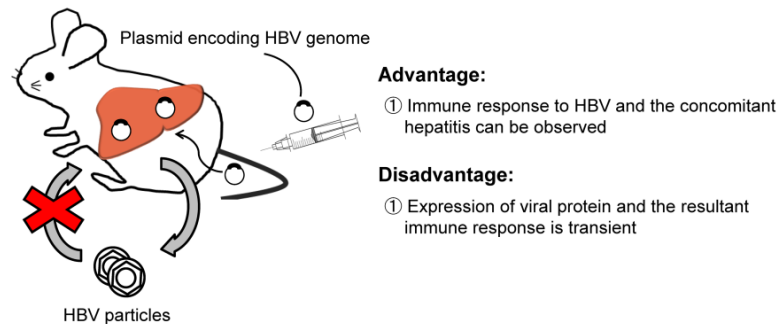 Plasmid encoding HBV genome
Advantage:
① Immune response to HBV and the concomitant
hepatitis can be observed
Disadvantage:
① Expression of viral protein and the resultant
immune response is transient
HBV particles